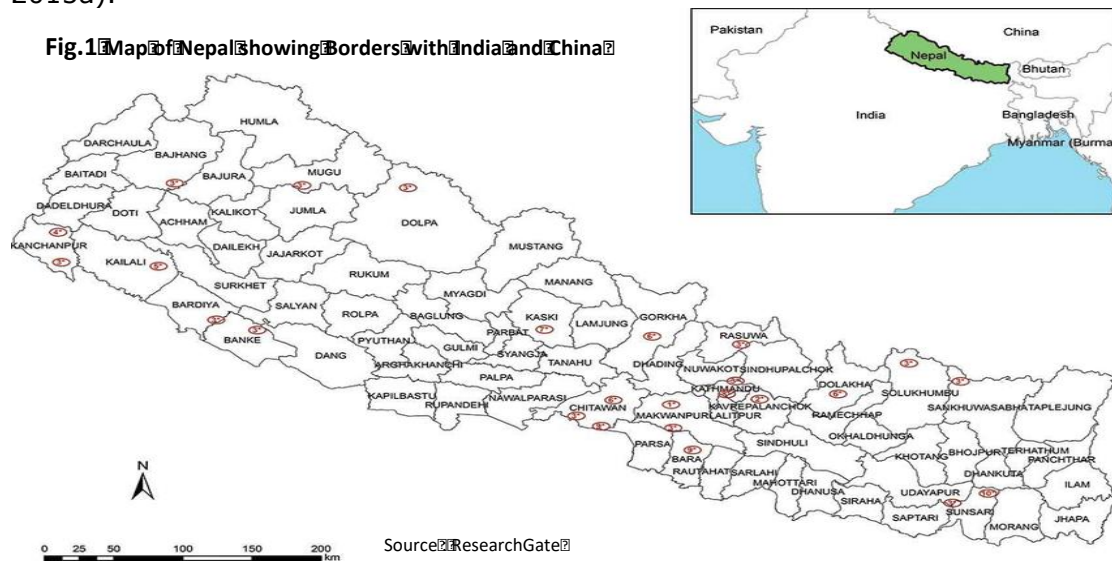 2015a).
Fig.1 Map of Nepal showing Borders with India and China
Pakistan
China
Nepal
Bhutan
India
Bangladesh
Myanmar (Burma
HUMLA
DARCHAULA
BAJHANG
BAITADI
BAJURA
MUGU
DADELDHURA
DOTI
ACHHAM
KALIKOT
JUMLA
DOLPA
KANCHANPUR
KAILALI
DAILEKH
JAJARKOT
MUSTANG
SURKHET
RUKUM
MANANG
BARDIYA
SALYAN
MYAGDI
ROLPA
BAGLUNG
KASKI
LAMJUNG
GORKHA
PARBAT
RASUWA
BANKE
DANG
PYUTHAN
GULMI
SYANGJA
TANAHU
DHADING
NUWAKOT
SINDHUPALCHOK
ARGHAKHANCHI
PALPA
KATHMANDU
DOLAKHA
SOLUKHUMBU
KAPILBASTU
RUPANDEHI
NAWALPARASI
CHITAWAN
MAKWANPUR
LALITPUR
KAVREPALANCHOK
RAMECHHAP
SANKHUWASABHA
TAPLEJUNG
PARSA
BARA
SINDHULI
OKHALDHUNGA
KHOTANG
BHOJPUR
TERHATHUM
PANCHTHAR
RAUTAHAT
SARLAHI
MAHOTTARI
DHANUSA
SIRAHA
UDAYAPUR
DHANKUTA
ILAM
SAPTARI
SUNSARI
MORANG
JHAPA
N
0 25 50 100 150 200
km
Source: ResearchGate